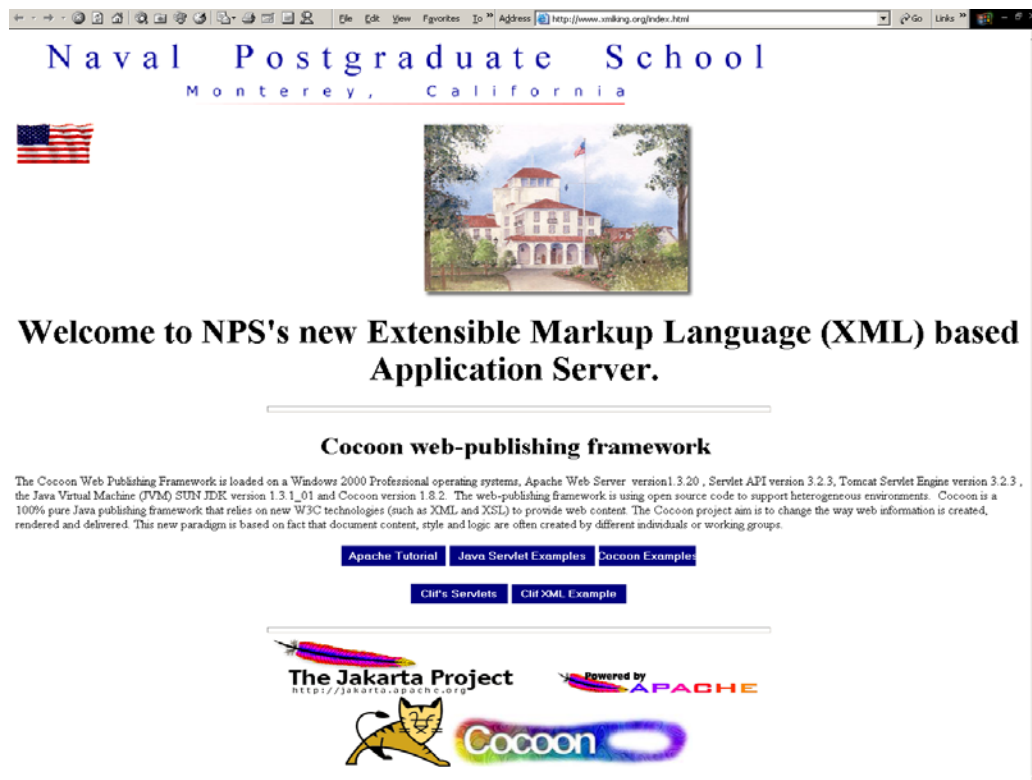 File Edit View Favorites To » Address http://www.xmlking.org/index.html Go Links »
Naval Postgraduate School
Monterey, California
Welcome to NPS's new Extensible Markup Language (XML) based
Application Server.
Cocoon web-publishing framework
The Cocoon Web Publishing Framework is loaded on a Windows 2000 Professional operating systems, Apache Web Server version1.3.20 , Servlet API version 3.2.3, Tomcat Servlet Engine version 3.2.3 ,
the Java Virtual Machine (JVM) SUN JDK version 1.3.1_01 and Cocoon version 1.8.2. The web-publishing framework is using open source code to support heterogeneous environments. Cocoon is a
100% pure Java publishing framework that relies on new W3C technologies (such as XML and XSL) to provide web content. The Cocoon project aim is to change the way web information is created,
rendered and delivered. This new paradigm is based on fact that document content, style and logic are often created by different individuals or working groups.
Apache Tutorial Java Servlet Examples Cocoon Examples
Clif's Servlets Clif XML Example
The Jakarta Project
http://jakarta.apache.org
Powered by
APACHE
Cocoon